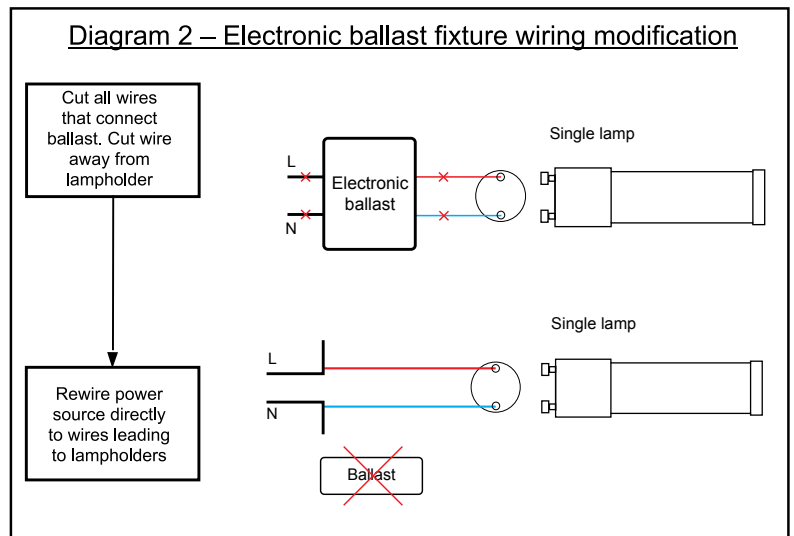 Diagram 2 – Electronic ballast fixture wiring modification
Cut all wires
that connect
ballast. Cut wire
away from
lampholder
L
N
Electronic
ballast
Single lamp
Rewire power
source directly
to wires leading
to lampholders
L
N
Ballast
Single lamp